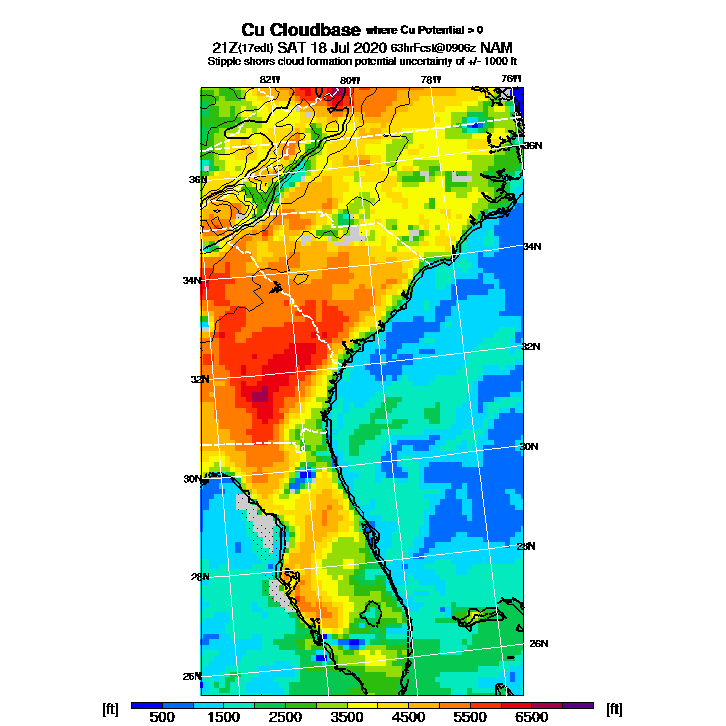 Cu Cloudbase where Cu Potential > 0
21Z(17edt) SAT 18 Jul 2020 63hrFcst@0906z NAM
Stipple shows cloud formation potential uncertainty of +/- 1000 ft
82W 80W 78W 76W
36N
36N
34N
34N
32N
32N
30N
30N
28N
28N
26N
26N
[ft] 500 1500 2500 3500 4500 5500 6500 [ft]